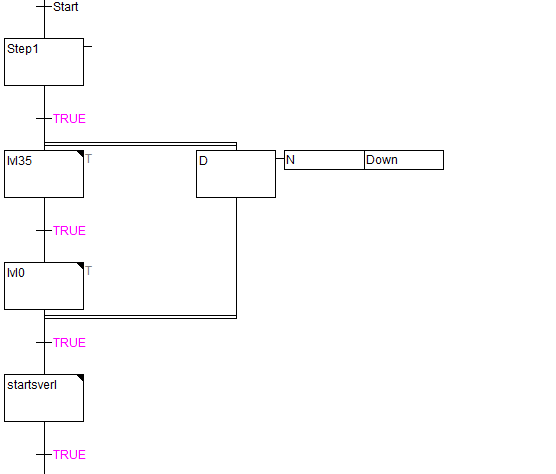 Start
Step1
TRUE
lvl35 T
D
N Down
TRUE
lvl0 T
TRUE
startsverl
TRUE